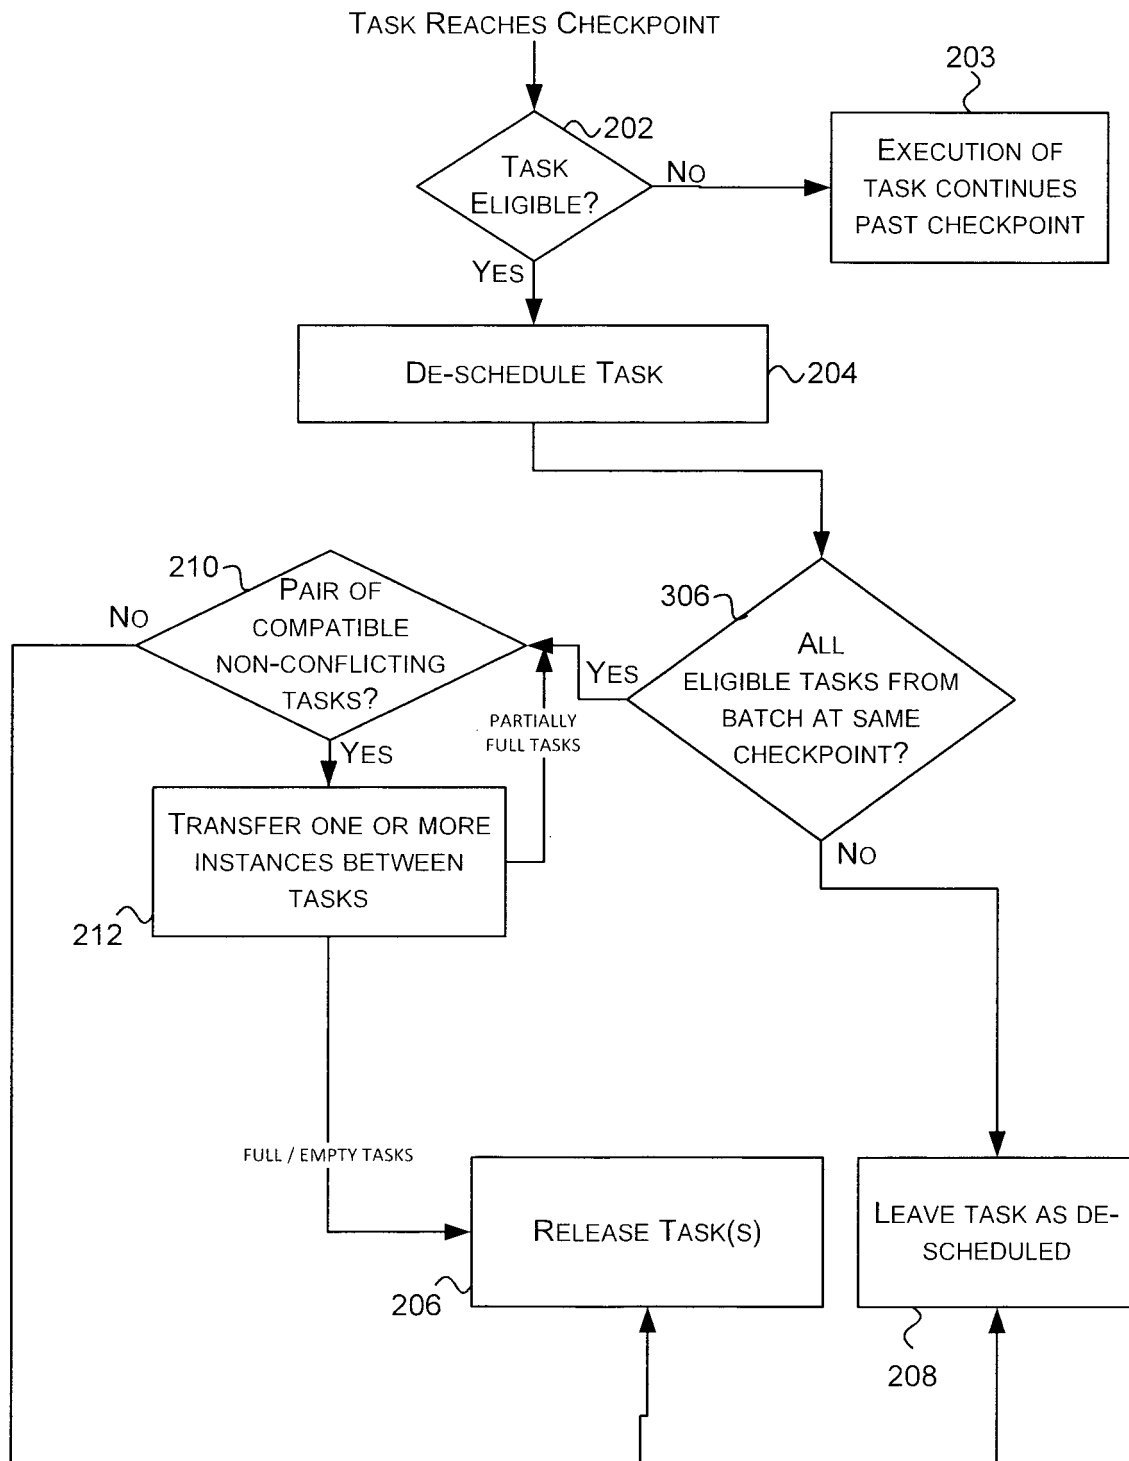 TASK REACHES CHECKPOINT
203
202
EXECUTION OF
TASK CONTINUES
PAST CHECKPOINT
TASK
ELIGIBLE?
NO
YES
DE-SCHEDULE TASK
204
210
PAIR OF
COMPATIBLE
NON-CONFLICTING
TASKS?
NO
306
ALL
ELIGIBLE TASKS FROM
BATCH AT SAME
CHECKPOINT?
YES
PARTIALLY
FULL TASKS
YES
TRANSFER ONE OR MORE
INSTANCES BETWEEN
TASKS
NO
212
FULL / EMPTY TASKS
RELEASE TASK(S)
LEAVE TASK AS DE-
SCHEDULED
206
208